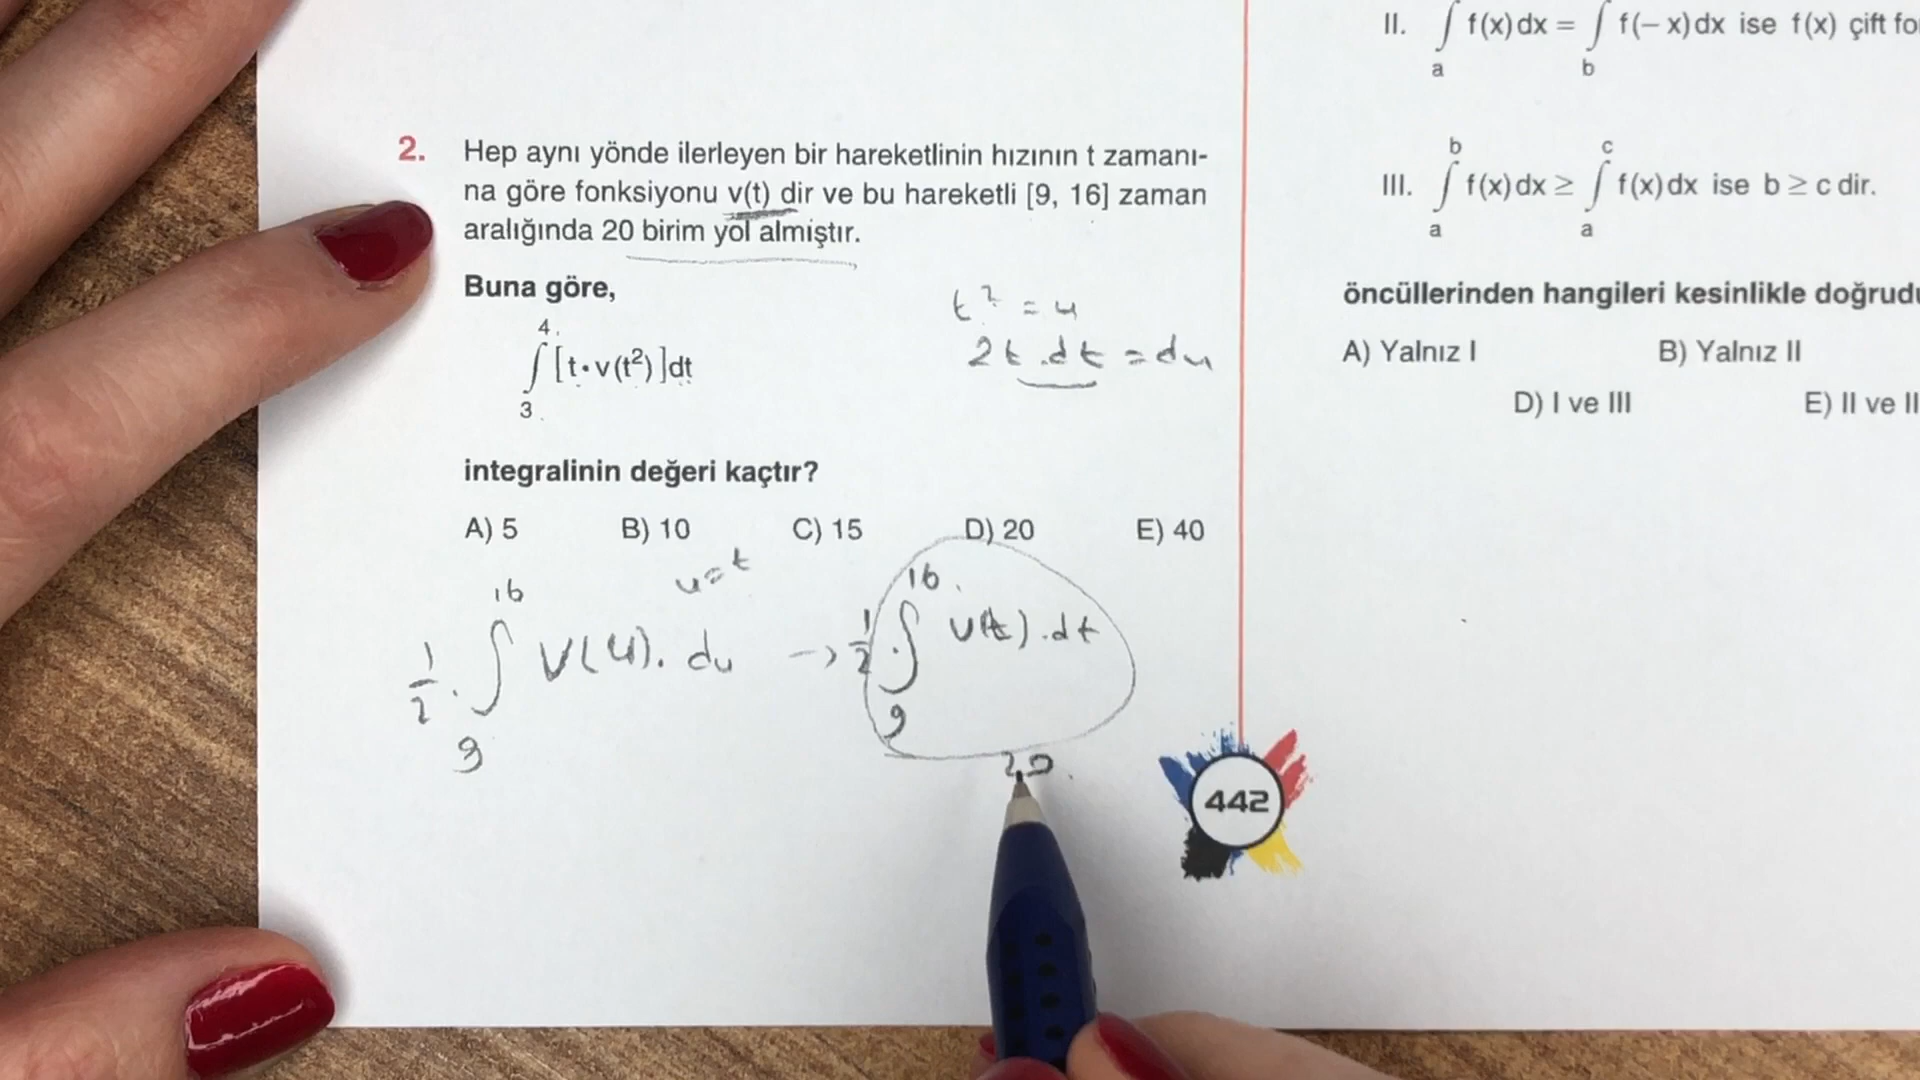 2. Hep aynı yönde ilerleyen bir hareketlinin hızının t zamanı-
na göre fonksiyonu v(t) dir ve bu hareketli [9, 16] zaman
aralığında 20 birim yol almıştır.
Buna göre,
4
∫ [t·v(t²)]dt
3
t² = u
2t.dt = du
integralinin değeri kaçtır?
A) 5 B) 10 C) 15 D) 20 E) 40
u=t
16
1/2 . ∫ V(u). du
9
→ 1/2 . ∫ V(t).dt
16
9
20
442
II. ∫ f(x)dx = ∫ f(-x)dx ise f(x) çift
a b
b c
III. ∫ f(x)dx ≥ ∫ f(x)dx ise b ≥ c dir.
a a
öncüllerinden hangileri kesinlikle
A) Yalnız I B) Yalnız II
D) I ve III E) II ve